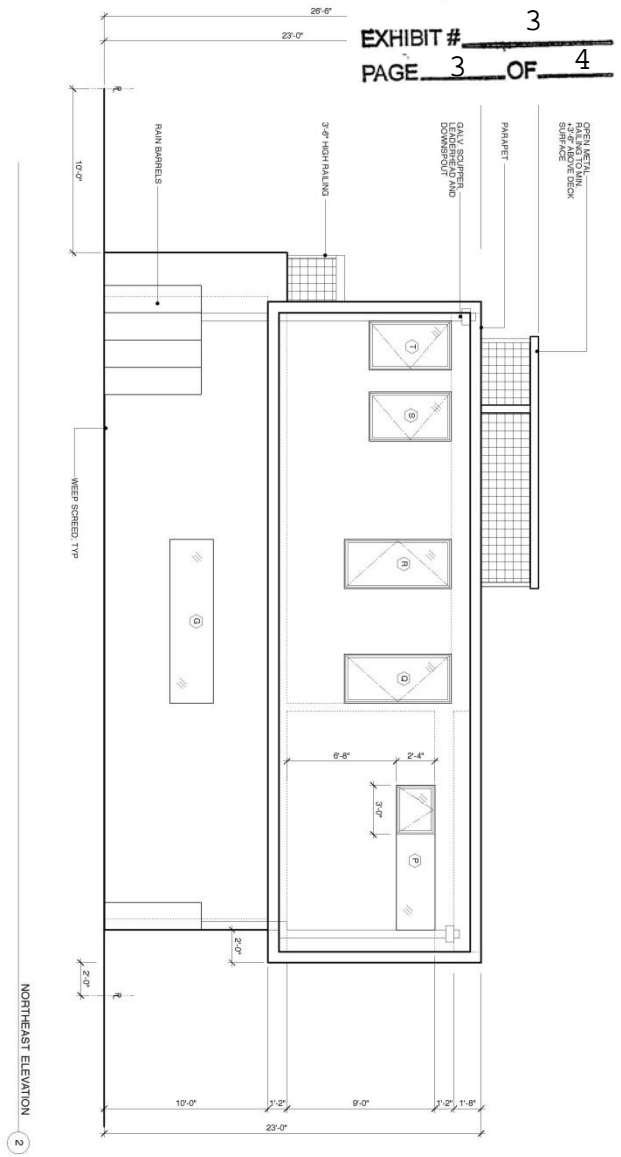 EXHIBIT # 3
PAGE 3 OF 4
26'-6"
23'-0"
OPEN METAL
RAILING TO MIN.
+3'-6" ABOVE DECK
SURFACE
PARAPET
GALV. SCUPPER,
LEADERHEAD AND
DOWNSPOUT
3'-6" HIGH RAILING
RAIN BARRELS
10'-0"
T
S
R
Q
G
P
WEEP SCREED, TYP
6'-8"
2'-4"
3'-0"
2'-0"
2'-0"
10'-0"
1'-2"
9'-0"
1'-2"
1'-8"
23'-0"
NORTHEAST ELEVATION
2